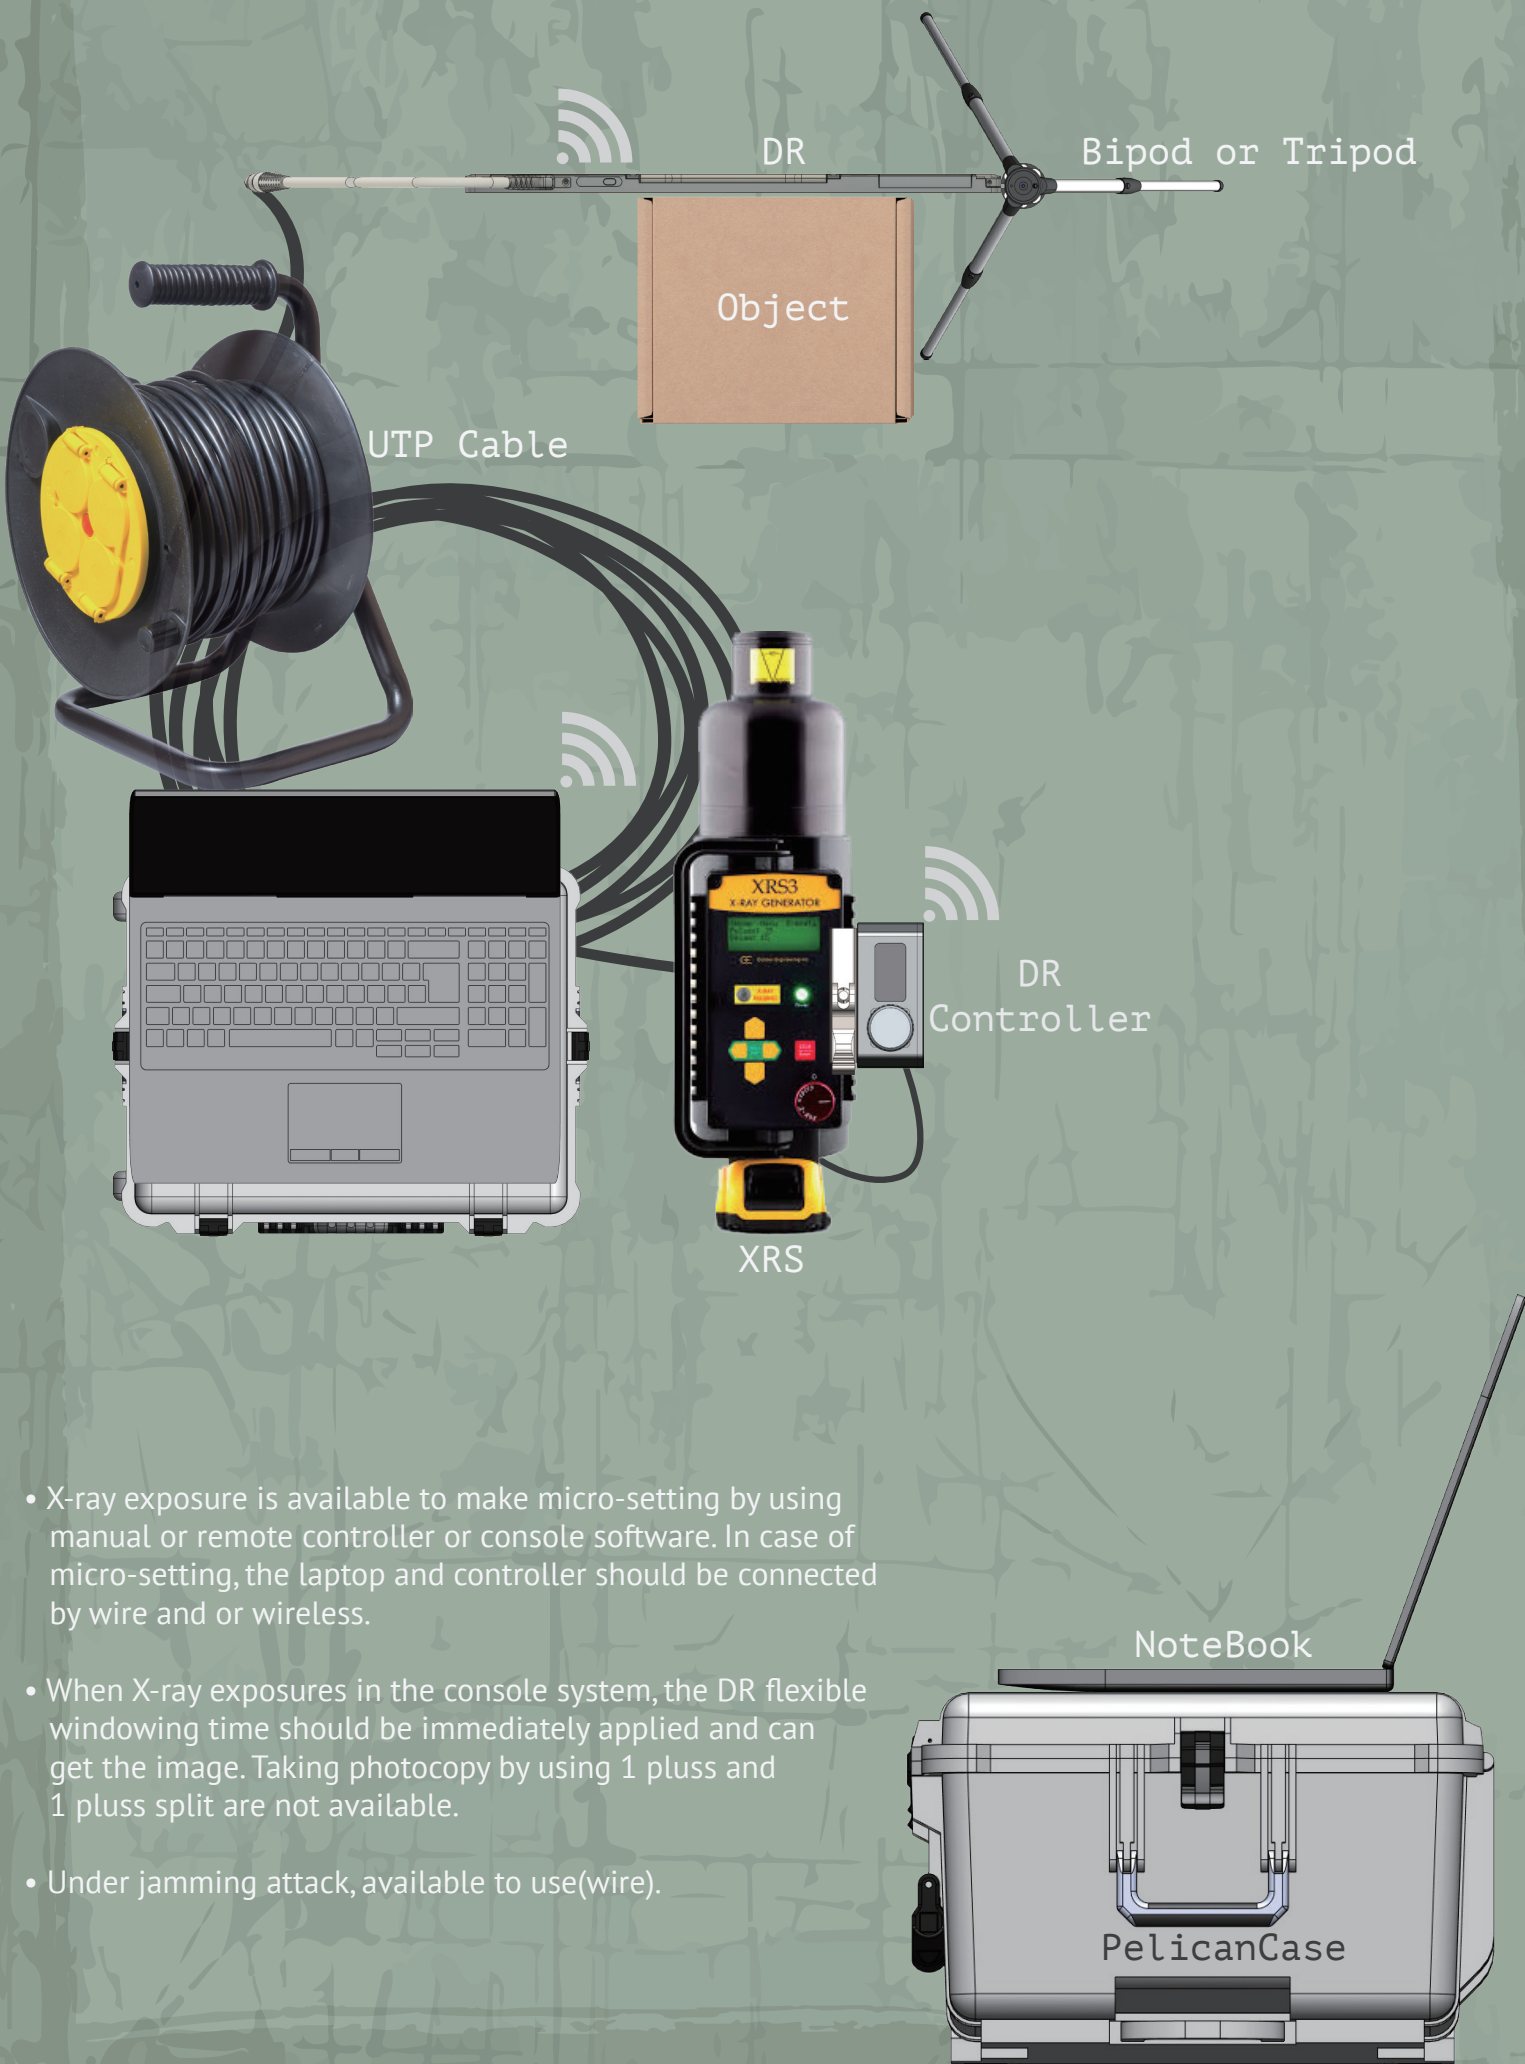 DR
Bipod or Tripod
Object
UTP Cable
XRS3
X-RAY GENERATOR
DR
Controller
XRS
• X-ray exposure is available to make micro-setting by using
manual or remote controller or console software. In case of
micro-setting, the laptop and controller should be connected
by wire and or wireless.
• When X-ray exposures in the console system, the DR flexible
windowing time should be immediately applied and can
get the image. Taking photocopy by using 1 pluss and
1 pluss split are not available.
• Under jamming attack, available to use(wire).
NoteBook
PelicanCase